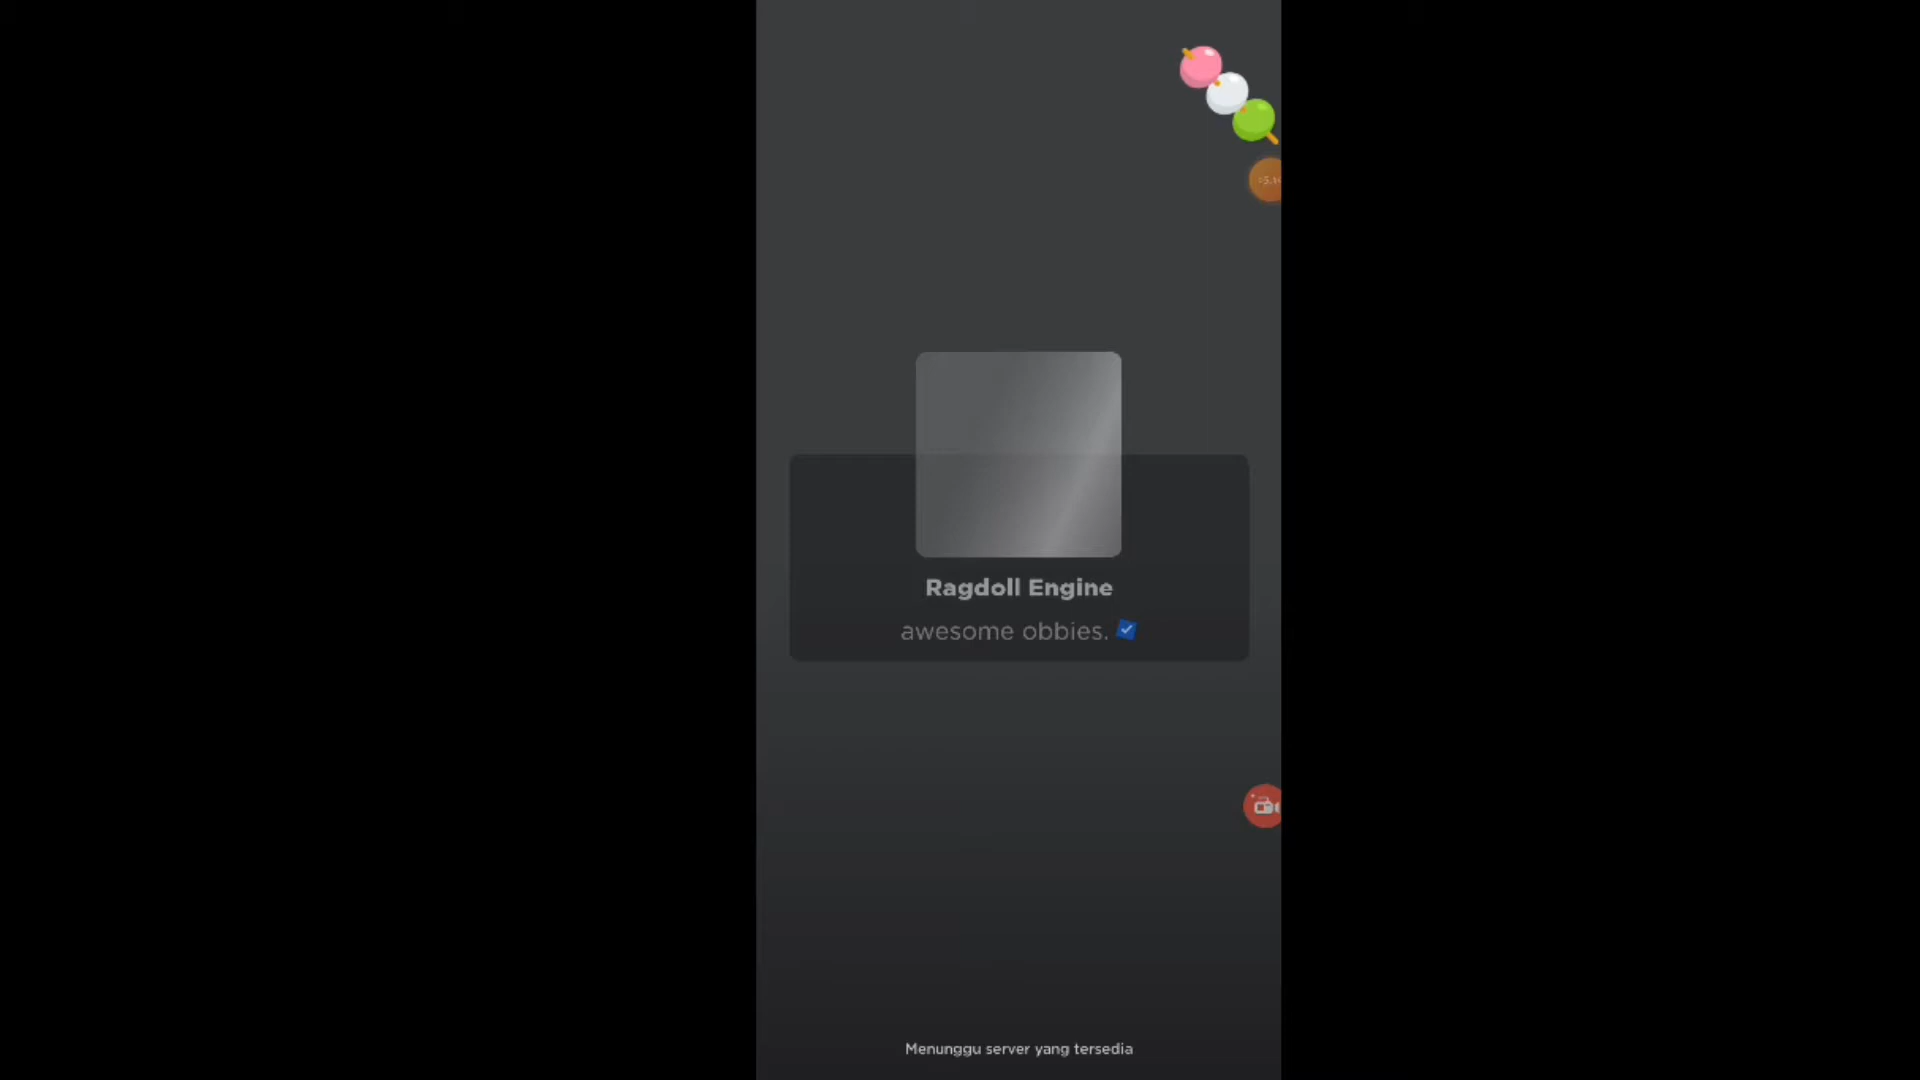 Ragdoll Engine
awesome obbies.
Menunggu server yang tersedia